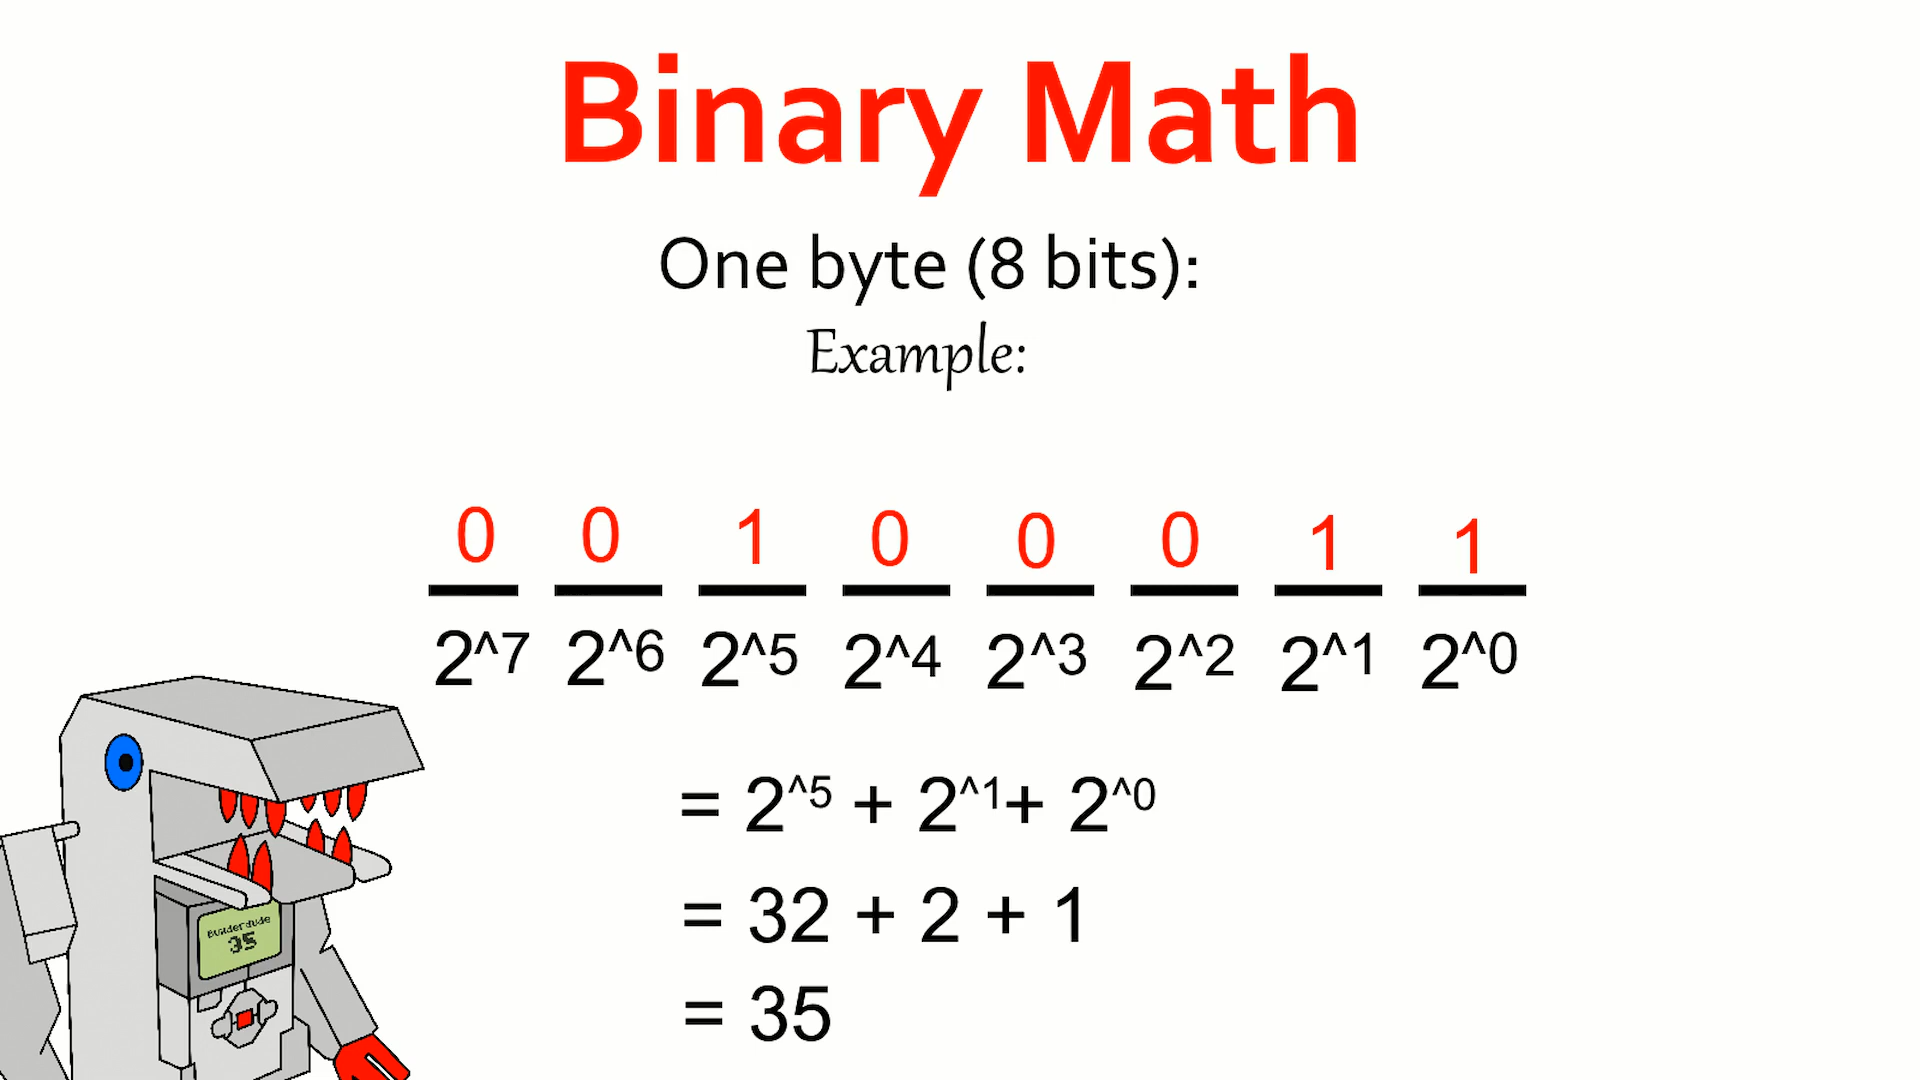 Binary Math
One byte (8 bits):
Example:
0 0 1 0 0 0 1 1
2^7 2^6 2^5 2^4 2^3 2^2 2^1 2^0
= 2^5 + 2^1+ 2^0
= 32 + 2 + 1
= 35
Builderdude
35